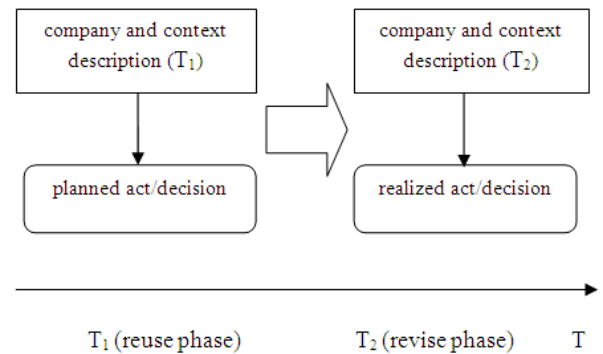 company and context
description (T₁)
company and context
description (T₂)
planned act/decision
realized act/decision
T₁ (reuse phase)
T₂ (revise phase)
T